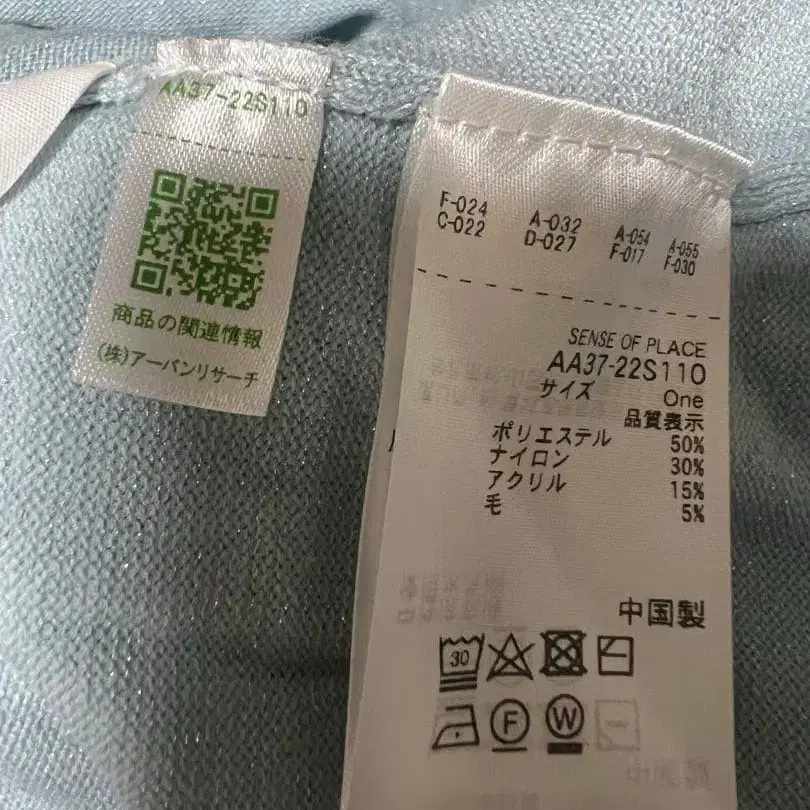 AA37-22S110
商品の関連情報
(株)アーバンリサーチ
F-024 A-032 A-054 A-055
C-022 D-027 F-017 F-030
SENSE OF PLACE
AA37-22S110
サイズ One
品質表示
ポリエステル 50%
ナイロン 30%
アクリル 15%
毛 5%
中国製
30
F W